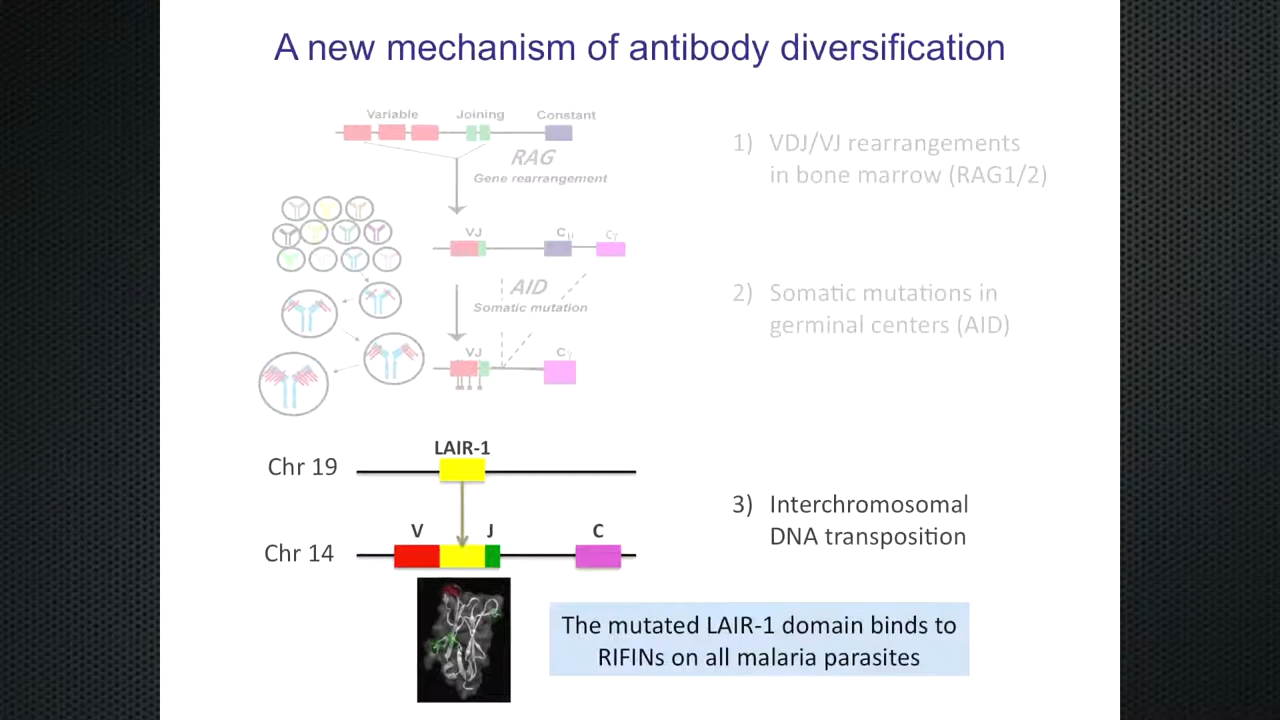 A new mechanism of antibody diversification
Variable Joining Constant
RAG
Gene rearrangement
1) VDJ/VJ rearrangements
in bone marrow (RAG1/2)
VJ Cμ Cγ
AID
Somatic mutation
2) Somatic mutations in
germinal centers (AID)
VJ Cγ
LAIR-1
Chr 19
V J C
Chr 14
3) Interchromosomal
DNA transposition
The mutated LAIR-1 domain binds to
RIFINs on all malaria parasites